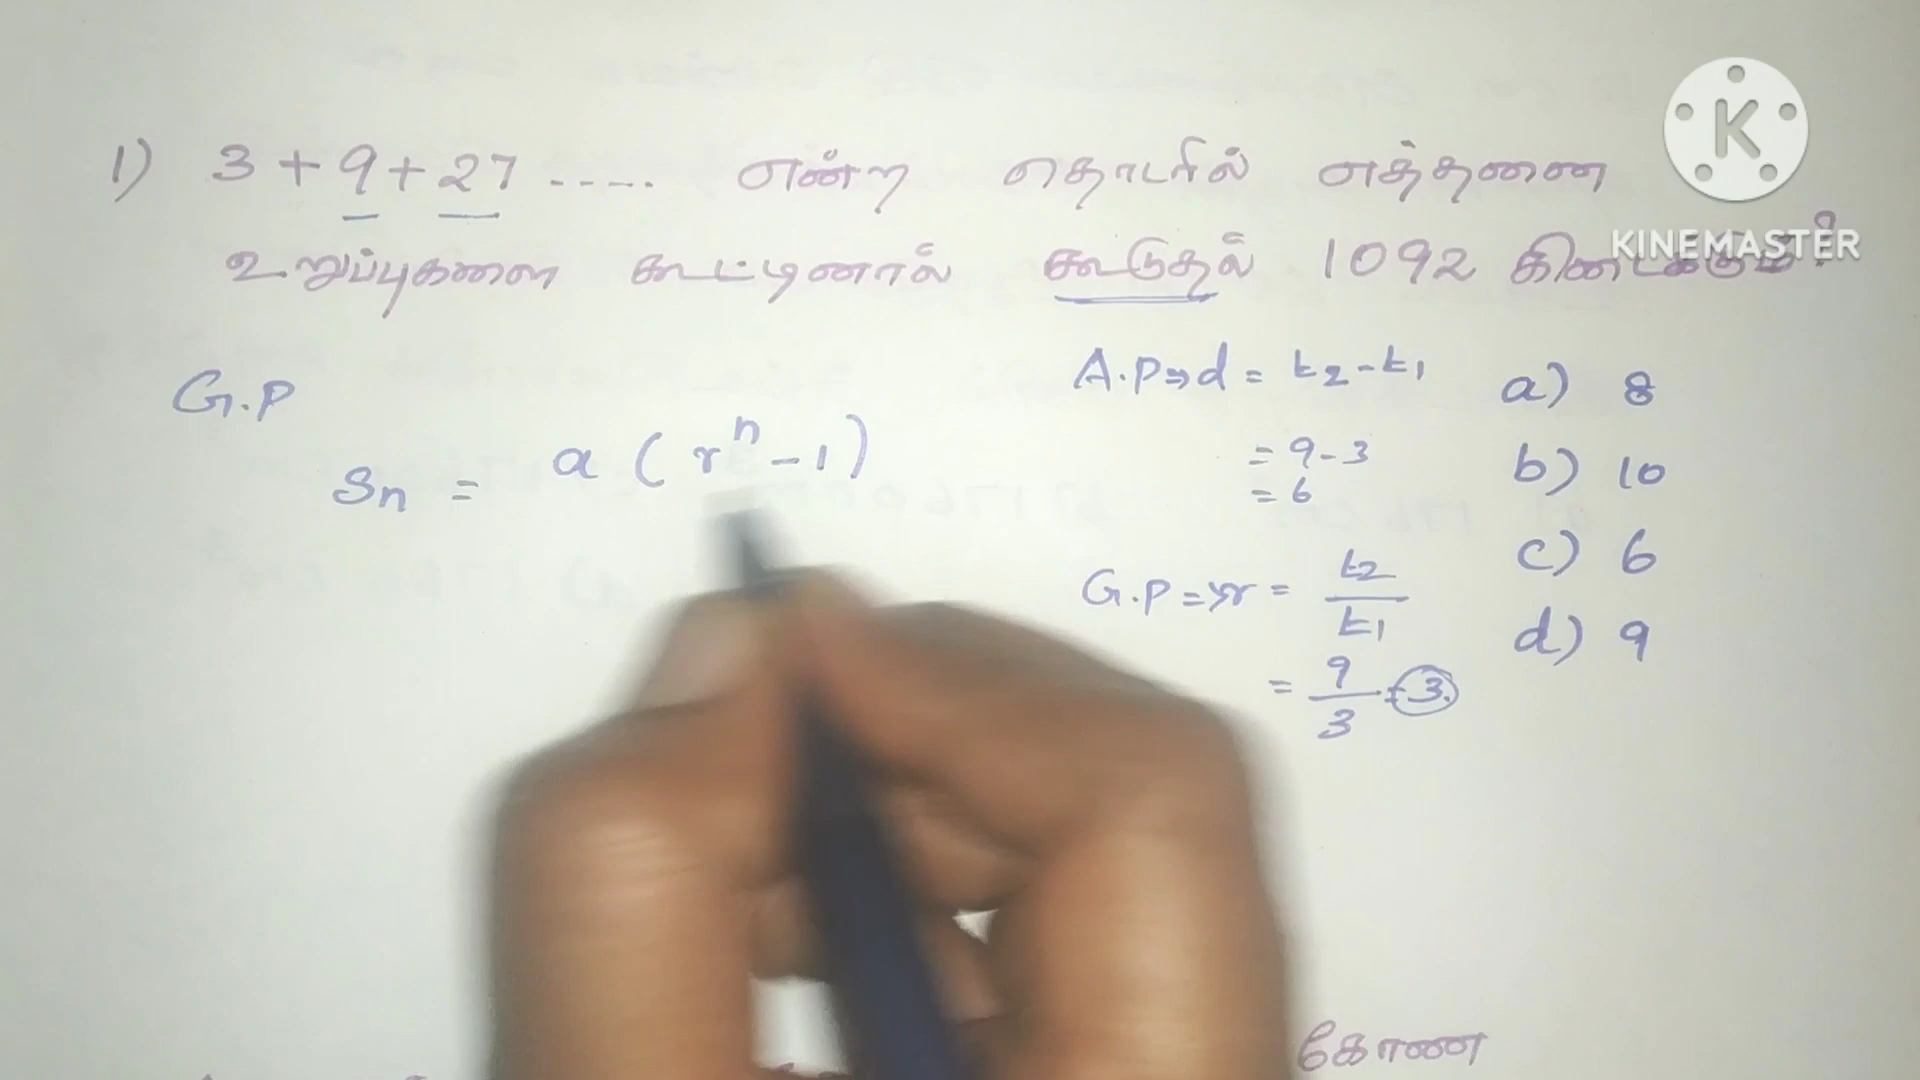 1) 3 + 9 + 27 ..... என்ற தொடரில் எத்தனை
உறுப்புகளை கூட்டினால் கூடுதல் 1092 கிடைக்கும்?
K
KINEMASTER
G.P
Sn = a ( r^n - 1 )
A.P ⇒ d = t2 - t1
= 9 - 3
= 6
G.P ⇒ r = t2 / t1
= 9 / 3 = 3.
a) 8
b) 10
c) 6
d) 9
கோண